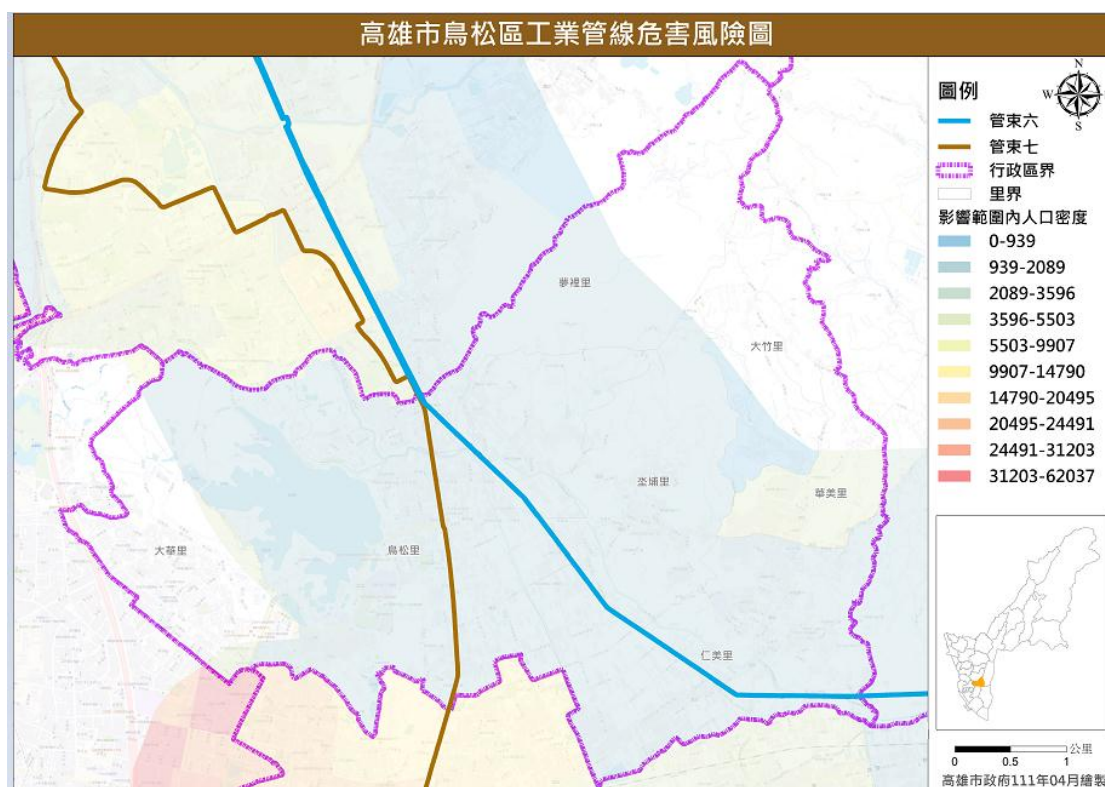 高雄市鳥松區工業管線危害風險圖
圖例
N
W
S
管束六
管束七
行政區界
里界
影響範圍內人口密度
0-939
939-2089
2089-3596
3596-5503
5503-9907
9907-14790
14790-20495
20495-24491
24491-31203
31203-62037
夢裡里
大竹里
坔埔里
華美里
大華里
鳥松里
仁美里
公里
0 0.5 1
高雄市政府111年04月繪製